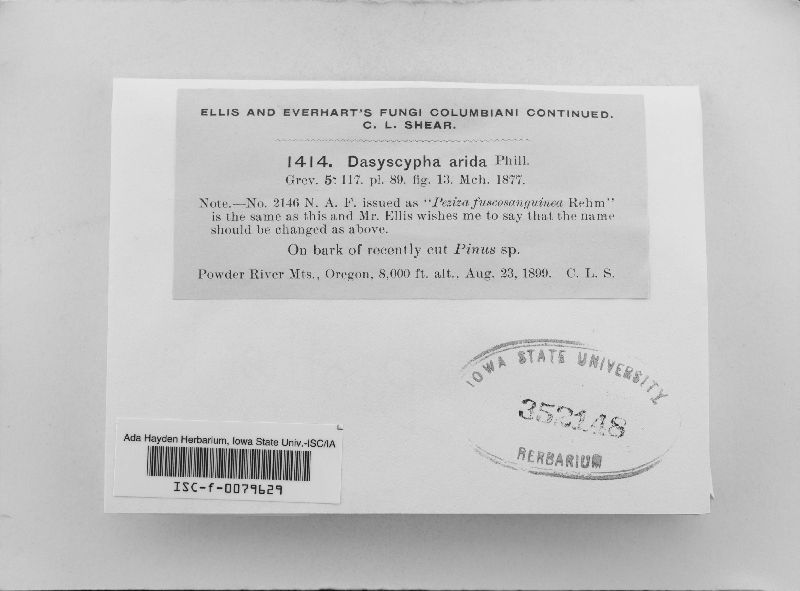 ELLIS AND EVERHART'S FUNGI COLUMBIANI CONTINUED.
C. L. SHEAR.
1414. Dasyscypha arida Phill.
Grev. 5: 117. pl. 89. fig. 13. Mch. 1877.
Note.—No. 2146 N. A. F. issued as "Peziza fuscosanguinea Rehm"
is the same as this and Mr. Ellis wishes me to say that the name
should be changed as above.
On bark of recently cut Pinus sp.
Powder River Mts., Oregon, 8,000 ft. alt., Aug. 23, 1899. C. L. S.
IOWA STATE UNIVERSITY
352148
HERBARIUM
Ada Hayden Herbarium, Iowa State Univ.-ISC/IA
ISC-f-0079629